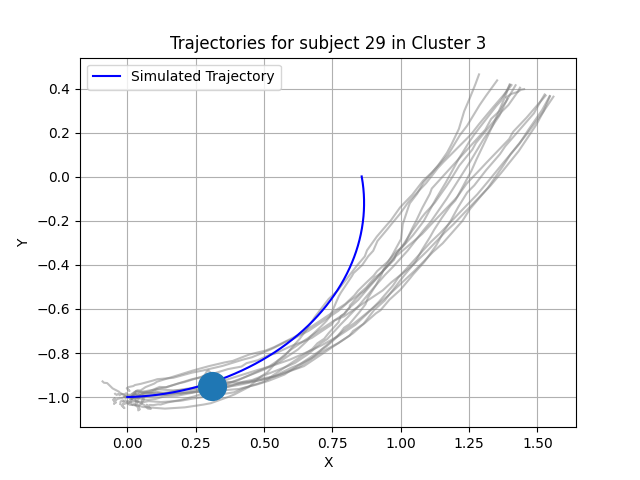 Trajectories for subject 29 in Cluster 3
Simulated Trajectory
Y
0.4
0.2
0.0
−0.2
−0.4
−0.6
−0.8
−1.0
0.00 0.25 0.50 0.75 1.00 1.25 1.50
X